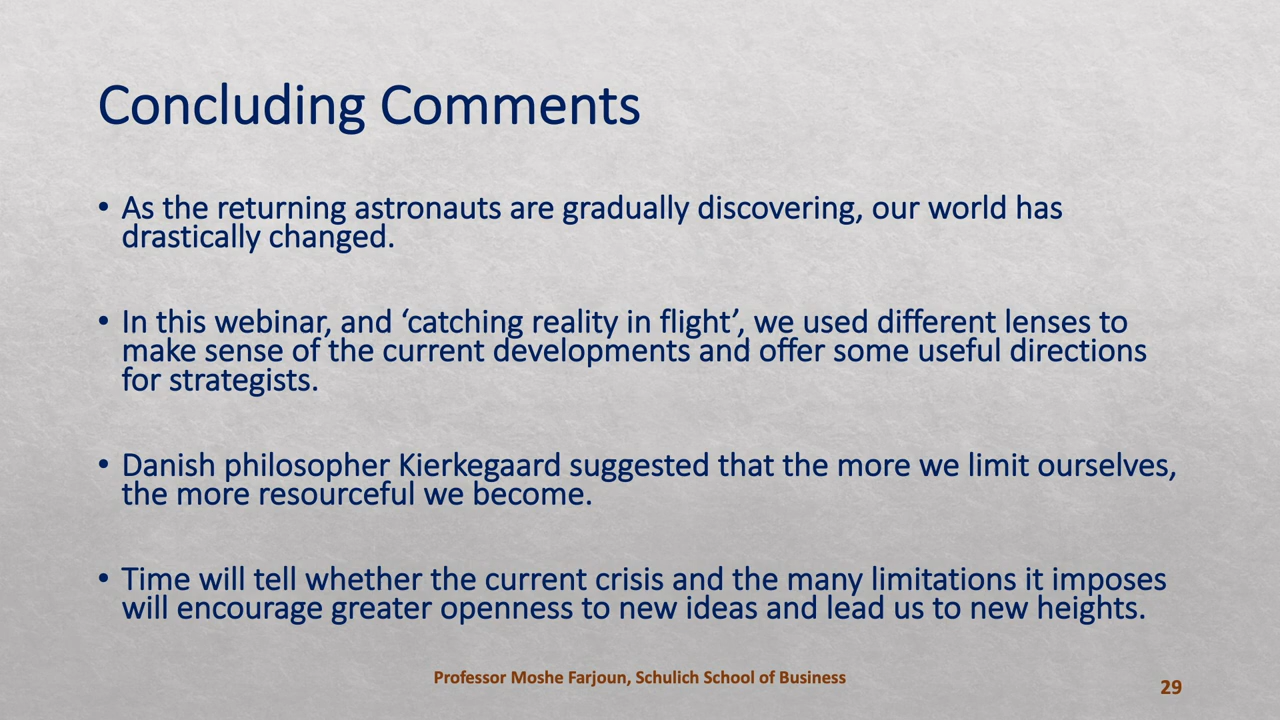 Concluding Comments
• As the returning astronauts are gradually discovering, our world has
drastically changed.
• In this webinar, and ‘catching reality in flight’, we used different lenses to
make sense of the current developments and offer some useful directions
for strategists.
• Danish philosopher Kierkegaard suggested that the more we limit ourselves,
the more resourceful we become.
• Time will tell whether the current crisis and the many limitations it imposes
will encourage greater openness to new ideas and lead us to new heights.
Professor Moshe Farjoun, Schulich School of Business
29